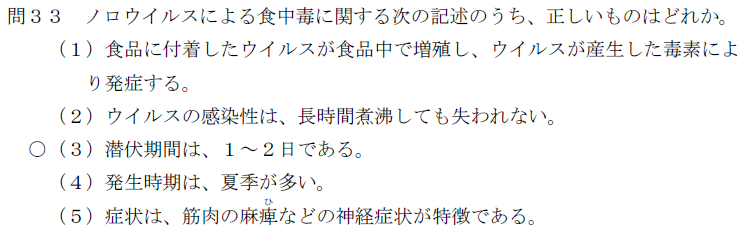 問33 ノロウイルスによる食中毒に関する次の記述のうち、正しいものはどれか。
(1)食品に付着したウイルスが食品中で増殖し、ウイルスが産生した毒素によ
り発症する。
(2)ウイルスの感染性は、長時間煮沸しても失われない。
○(3)潜伏期間は、1~2日である。
(4)発生時期は、夏季が多い。
(5)症状は、筋肉の麻痺などの神経症状が特徴である。